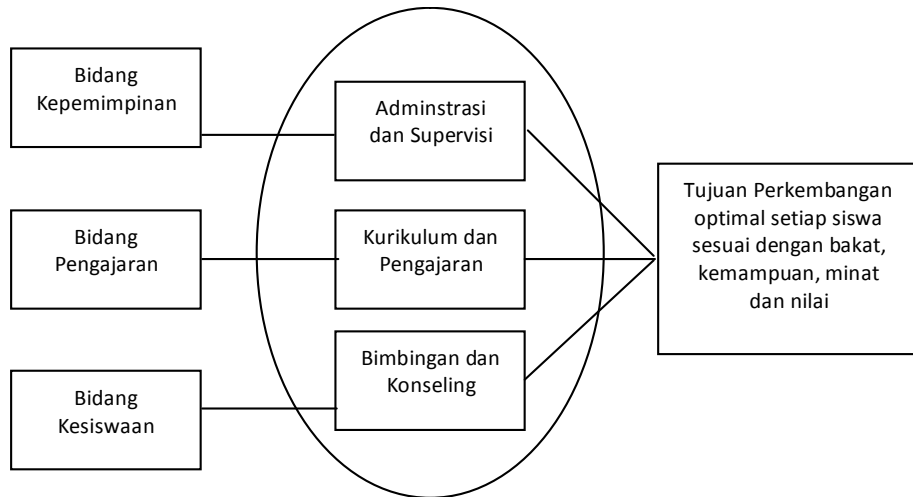 Bidang
Kepemimpinan
Adminstrasi
dan Supervisi
Bidang
Pengajaran
Kurikulum dan
Pengajaran
Bidang
Kesiswaan
Bimbingan dan
Konseling
Tujuan Perkembangan
optimal setiap siswa
sesuai dengan bakat,
kemampuan, minat
dan nilai